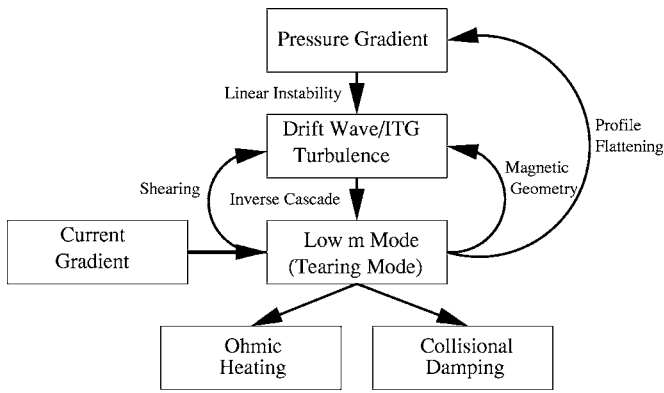 Pressure Gradient
Linear Instability
Drift Wave/ITG
Turbulence
Profile
Flattening
Shearing
Inverse Cascade
Magnetic
Geometry
Current
Gradient
Low m Mode
(Tearing Mode)
Ohmic
Heating
Collisional
Damping